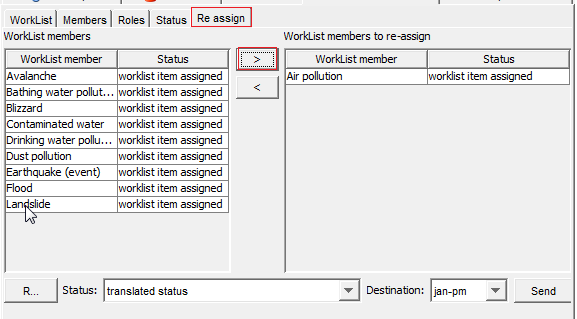 WorkList Members Roles Status Re assign
WorkList members
WorkList members to re-assign
WorkList member Status
Avalanche worklist item assigned
Bathing water pollut... worklist item assigned
Blizzard worklist item assigned
Contaminated water worklist item assigned
Drinking water pollu... worklist item assigned
Dust pollution worklist item assigned
Earthquake (event) worklist item assigned
Flood worklist item assigned
Landslide worklist item assigned
>
<
WorkList member Status
Air pollution worklist item assigned
R... Status: translated status Destination: jan-pm Send